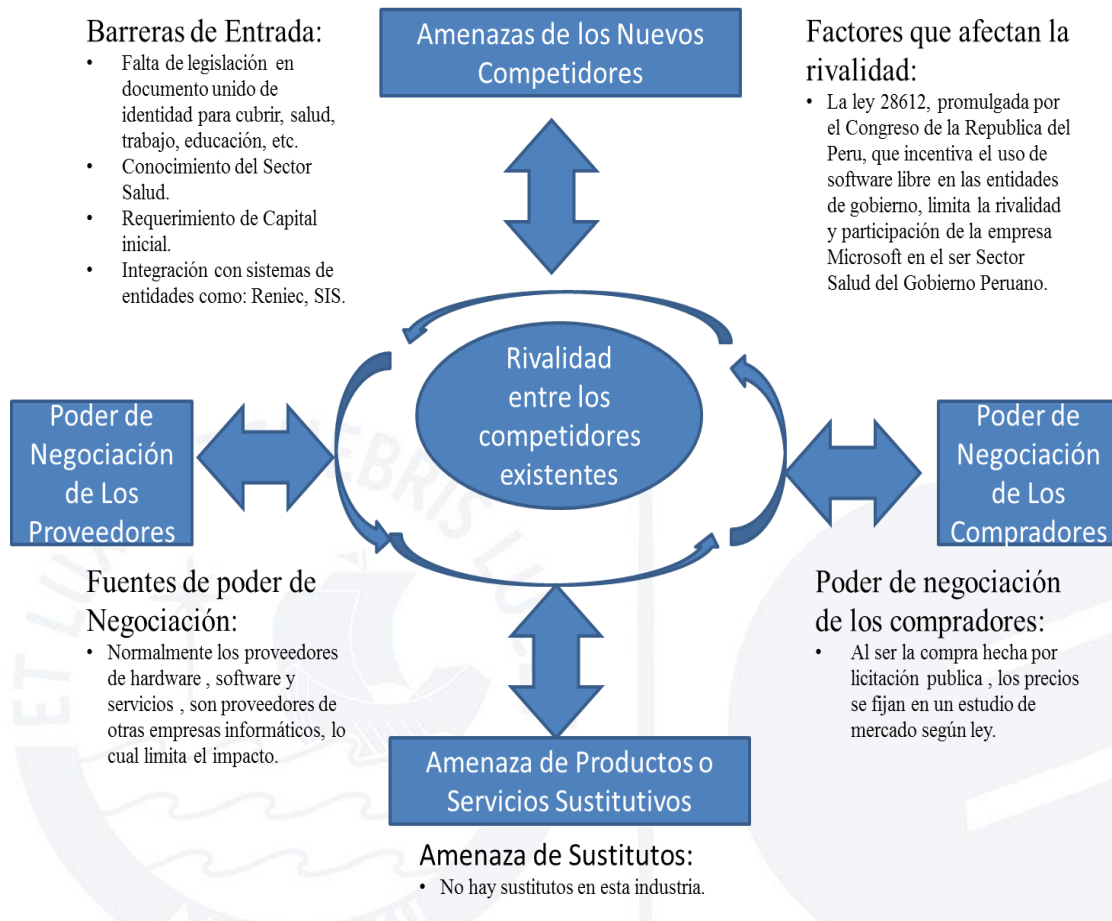 Barreras de Entrada:
• Falta de legislación en
documento unido de
identidad para cubrir, salud,
trabajo, educación, etc.
• Conocimiento del Sector
Salud.
• Requerimiento de Capital
inicial.
• Integración con sistemas de
entidades como: Reniec, SIS.
Amenazas de los Nuevos
Competidores
Factores que afectan la
rivalidad:
• La ley 28612, promulgada por
el Congreso de la Republica del
Peru, que incentiva el uso de
software libre en las entidades
de gobierno, limita la rivalidad
y participación de la empresa
Microsoft en el ser Sector
Salud del Gobierno Peruano.
Poder de
Negociación
de Los
Proveedores
Rivalidad
entre los
competidores
existentes
Poder de
Negociación
de Los
Compradores
Fuentes de poder de
Negociación:
• Normalmente los proveedores
de hardware , software y
servicios , son proveedores de
otras empresas informáticos, lo
cual limita el impacto.
Poder de negociación
de los compradores:
• Al ser la compra hecha por
licitación publica , los precios
se fijan en un estudio de
mercado según ley.
Amenaza de Productos o
Servicios Sustitutivos
Amenaza de Sustitutos:
• No hay sustitutos en esta industria.